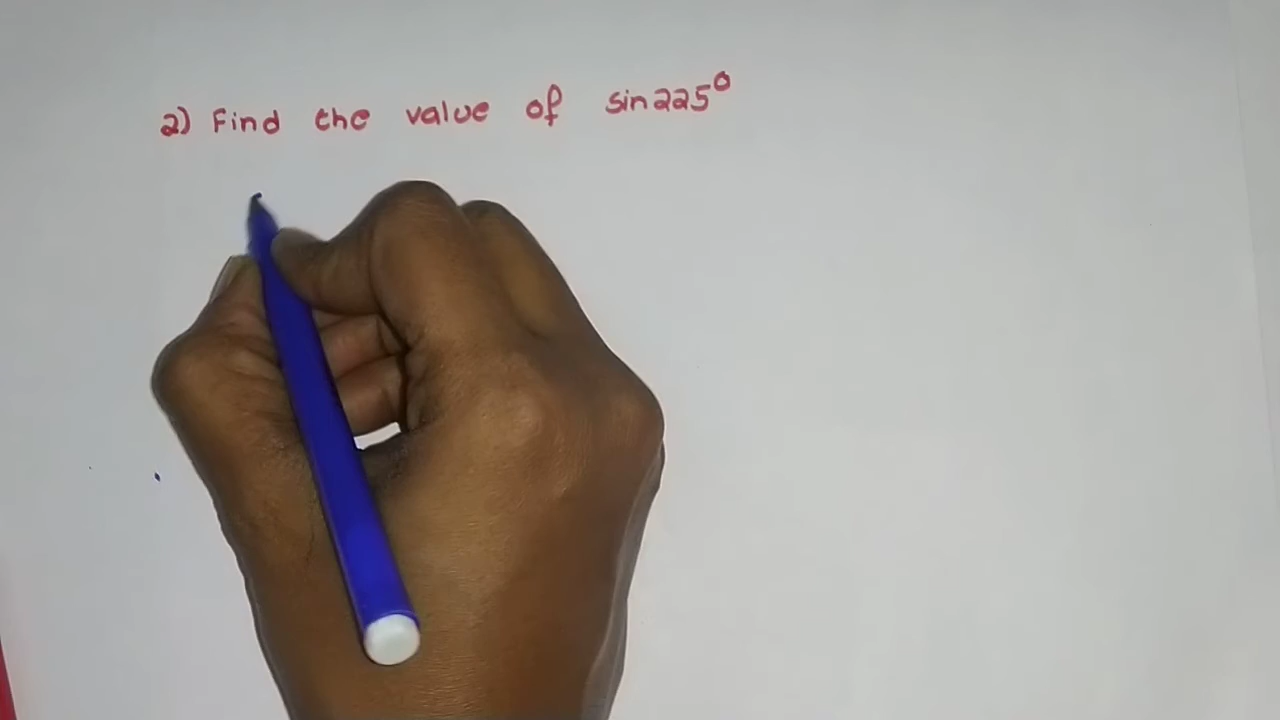 2) Find the value of sin225°